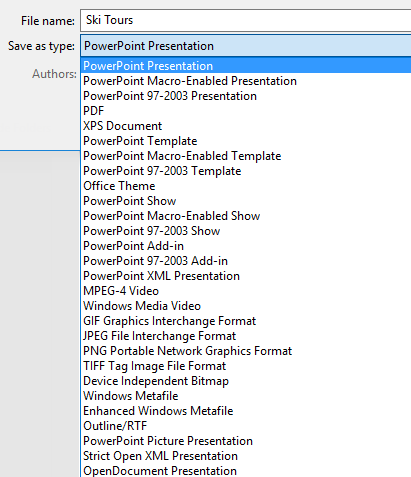 File name: Ski Tours
Save as type: PowerPoint Presentation
Authors:
PowerPoint Presentation
PowerPoint Macro-Enabled Presentation
PowerPoint 97-2003 Presentation
PDF
XPS Document
PowerPoint Template
PowerPoint Macro-Enabled Template
PowerPoint 97-2003 Template
Office Theme
PowerPoint Show
PowerPoint Macro-Enabled Show
PowerPoint 97-2003 Show
PowerPoint Add-in
PowerPoint 97-2003 Add-in
PowerPoint XML Presentation
MPEG-4 Video
Windows Media Video
GIF Graphics Interchange Format
JPEG File Interchange Format
PNG Portable Network Graphics Format
TIFF Tag Image File Format
Device Independent Bitmap
Windows Metafile
Enhanced Windows Metafile
Outline/RTF
PowerPoint Picture Presentation
Strict Open XML Presentation
OpenDocument Presentation